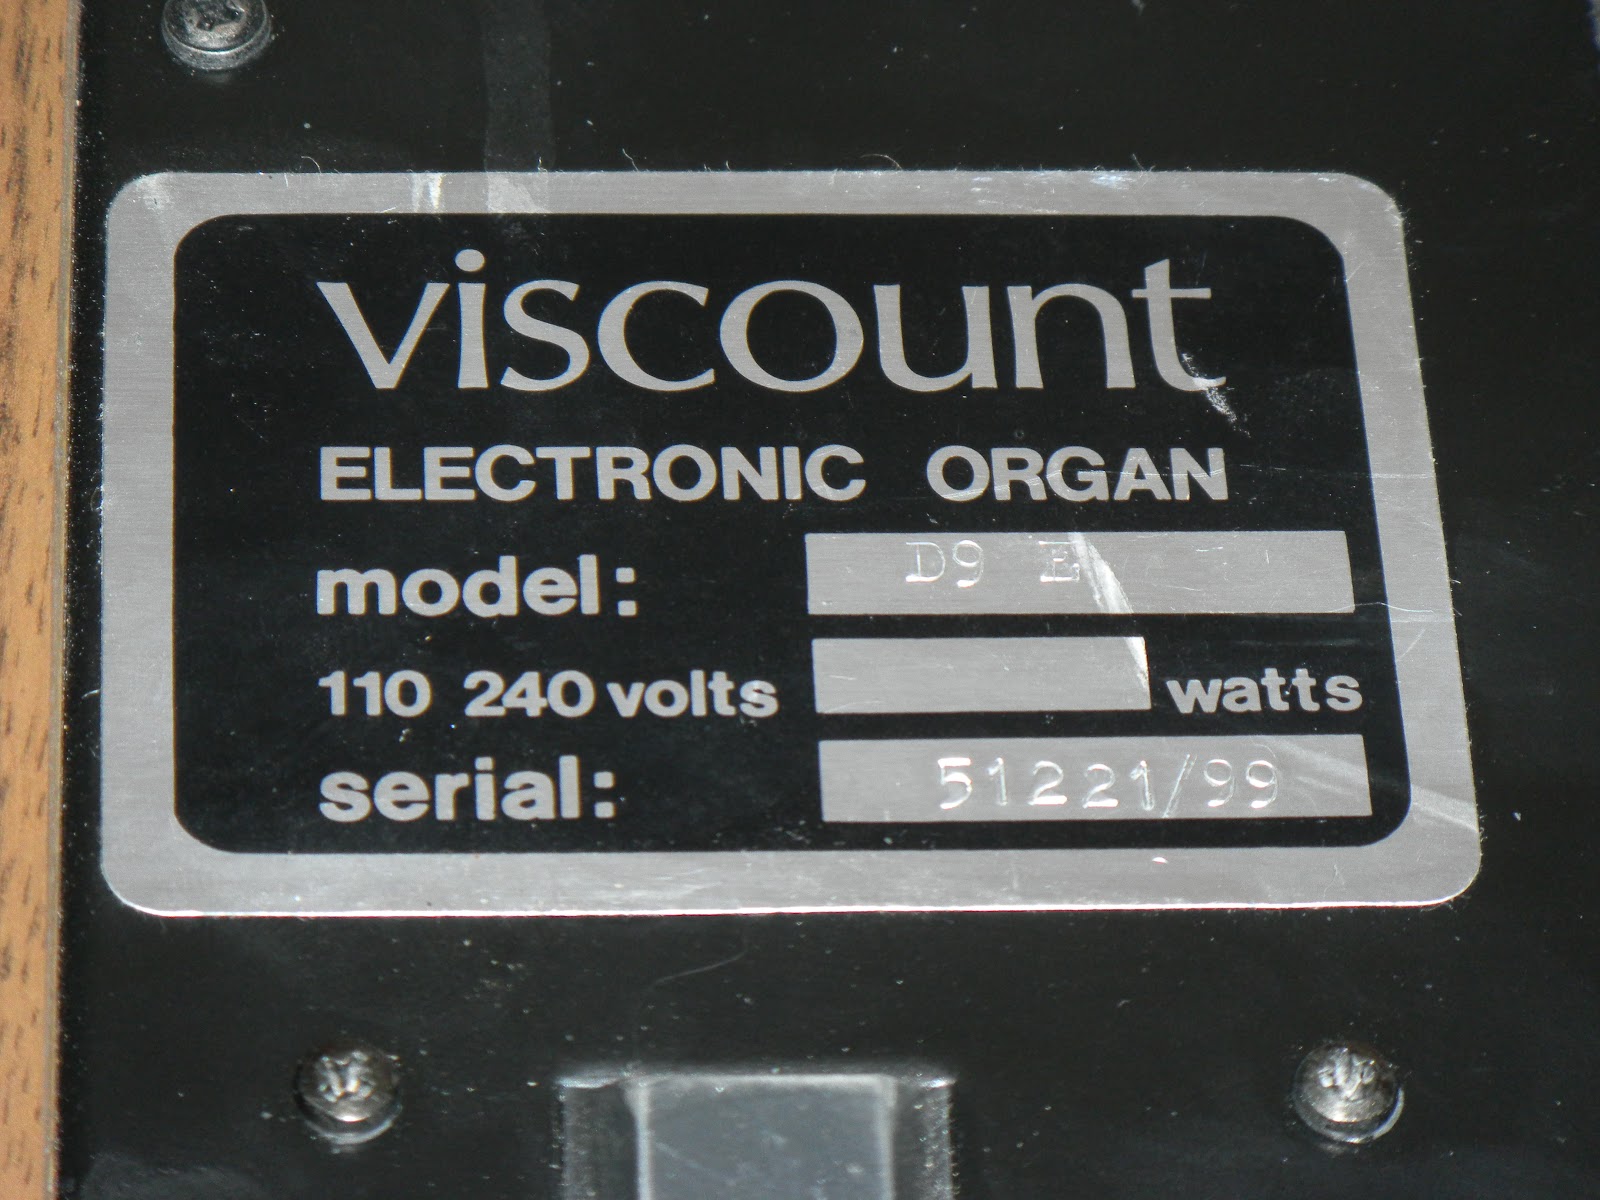 viscount
ELECTRONIC ORGAN
model: D9 E
110 240 volts watts
serial: 51221/99